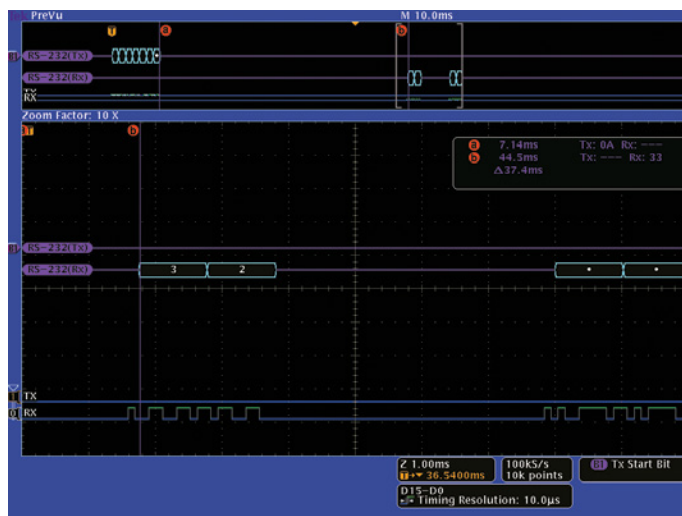 PreVu M 10.0ms
T a b
RS-232(Tx)
RS-232(Rx)
TX
RX
Zoom Factor: 10 X
T b
a 7.14ms Tx: 0A Rx: ---
b 44.5ms Tx: --- Rx: 33
Δ37.4ms
RS-232(Tx)
RS-232(Rx) 3 2
TX
RX
Z 1.00ms 100kS/s B1 Tx Start Bit
T→▼ 36.5400ms 10k points
D15-D0
Timing Resolution: 10.0µs